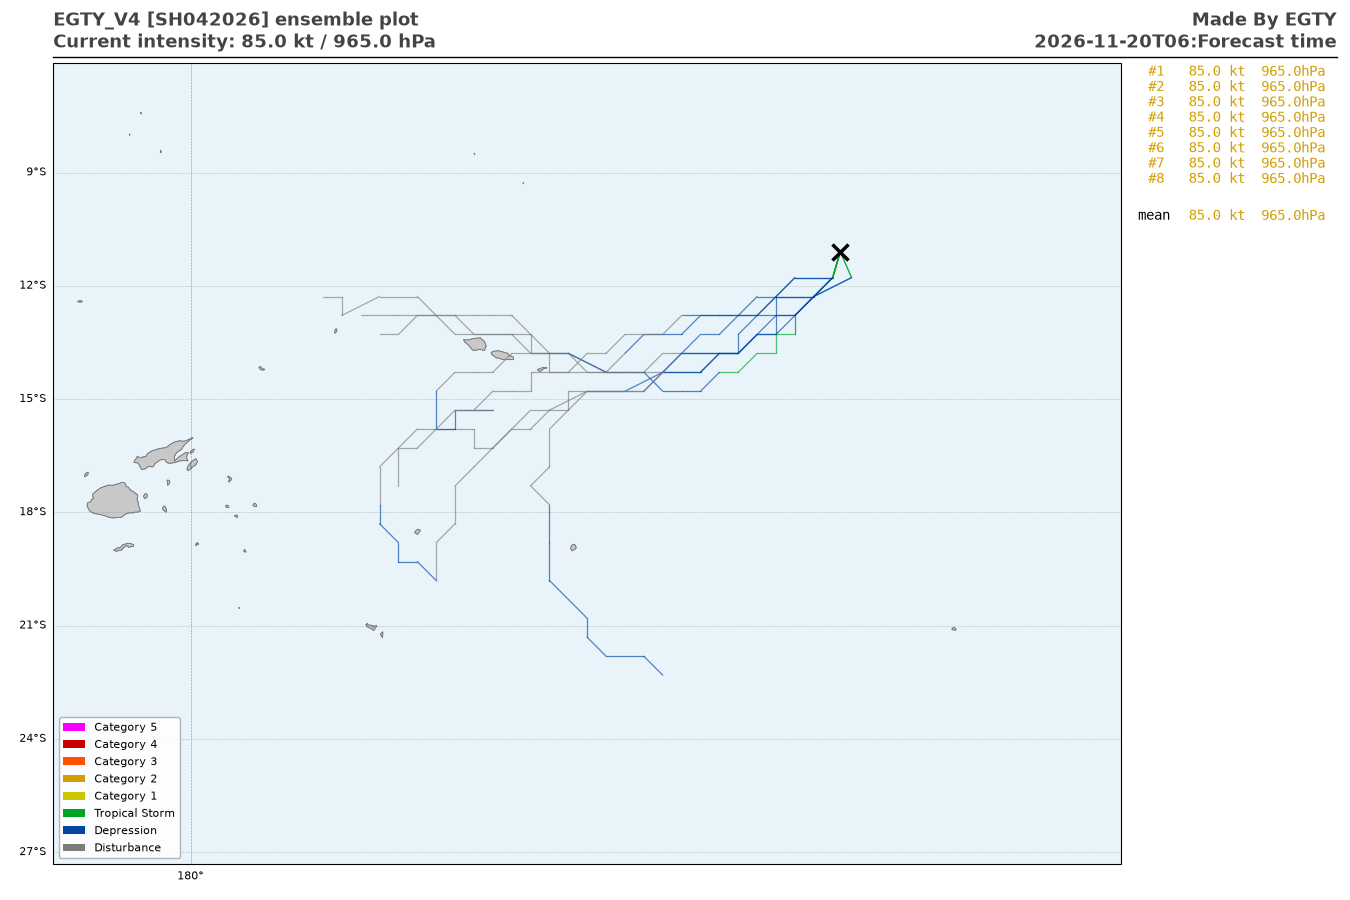 EGTY_V4 [SH042026] ensemble plot
Current intensity: 85.0 kt / 965.0 hPa
Made By EGTY
2026-11-20T06:Forecast time
#1 85.0 kt 965.0hPa
#2 85.0 kt 965.0hPa
#3 85.0 kt 965.0hPa
#4 85.0 kt 965.0hPa
#5 85.0 kt 965.0hPa
#6 85.0 kt 965.0hPa
#7 85.0 kt 965.0hPa
#8 85.0 kt 965.0hPa
mean 85.0 kt 965.0hPa
9°S
12°S
15°S
18°S
21°S
24°S
27°S
180°
Category 5
Category 4
Category 3
Category 2
Category 1
Tropical Storm
Depression
Disturbance